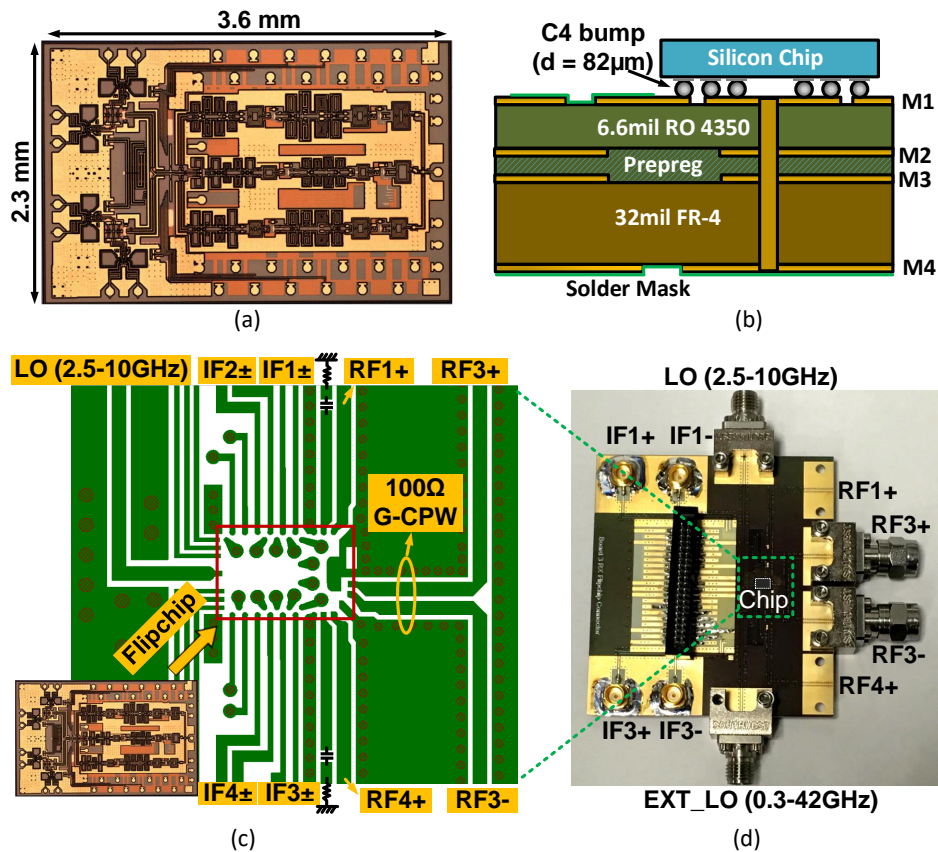 3.6 mm
2.3 mm
(a)
C4 bump
(d = 82µm)
Silicon Chip
M1
6.6mil RO 4350
M2
Prepreg
M3
32mil FR-4
M4
Solder Mask
(b)
LO (2.5-10GHz)
IF2±
IF1±
RF1+
RF3+
100Ω
G-CPW
Flipchip
IF4±
IF3±
RF4+
RF3-
(c)
LO (2.5-10GHz)
IF1+
IF1-
RF1+
RF3+
Chip
RF3-
RF4+
IF3+
IF3-
EXT_LO (0.3-42GHz)
(d)